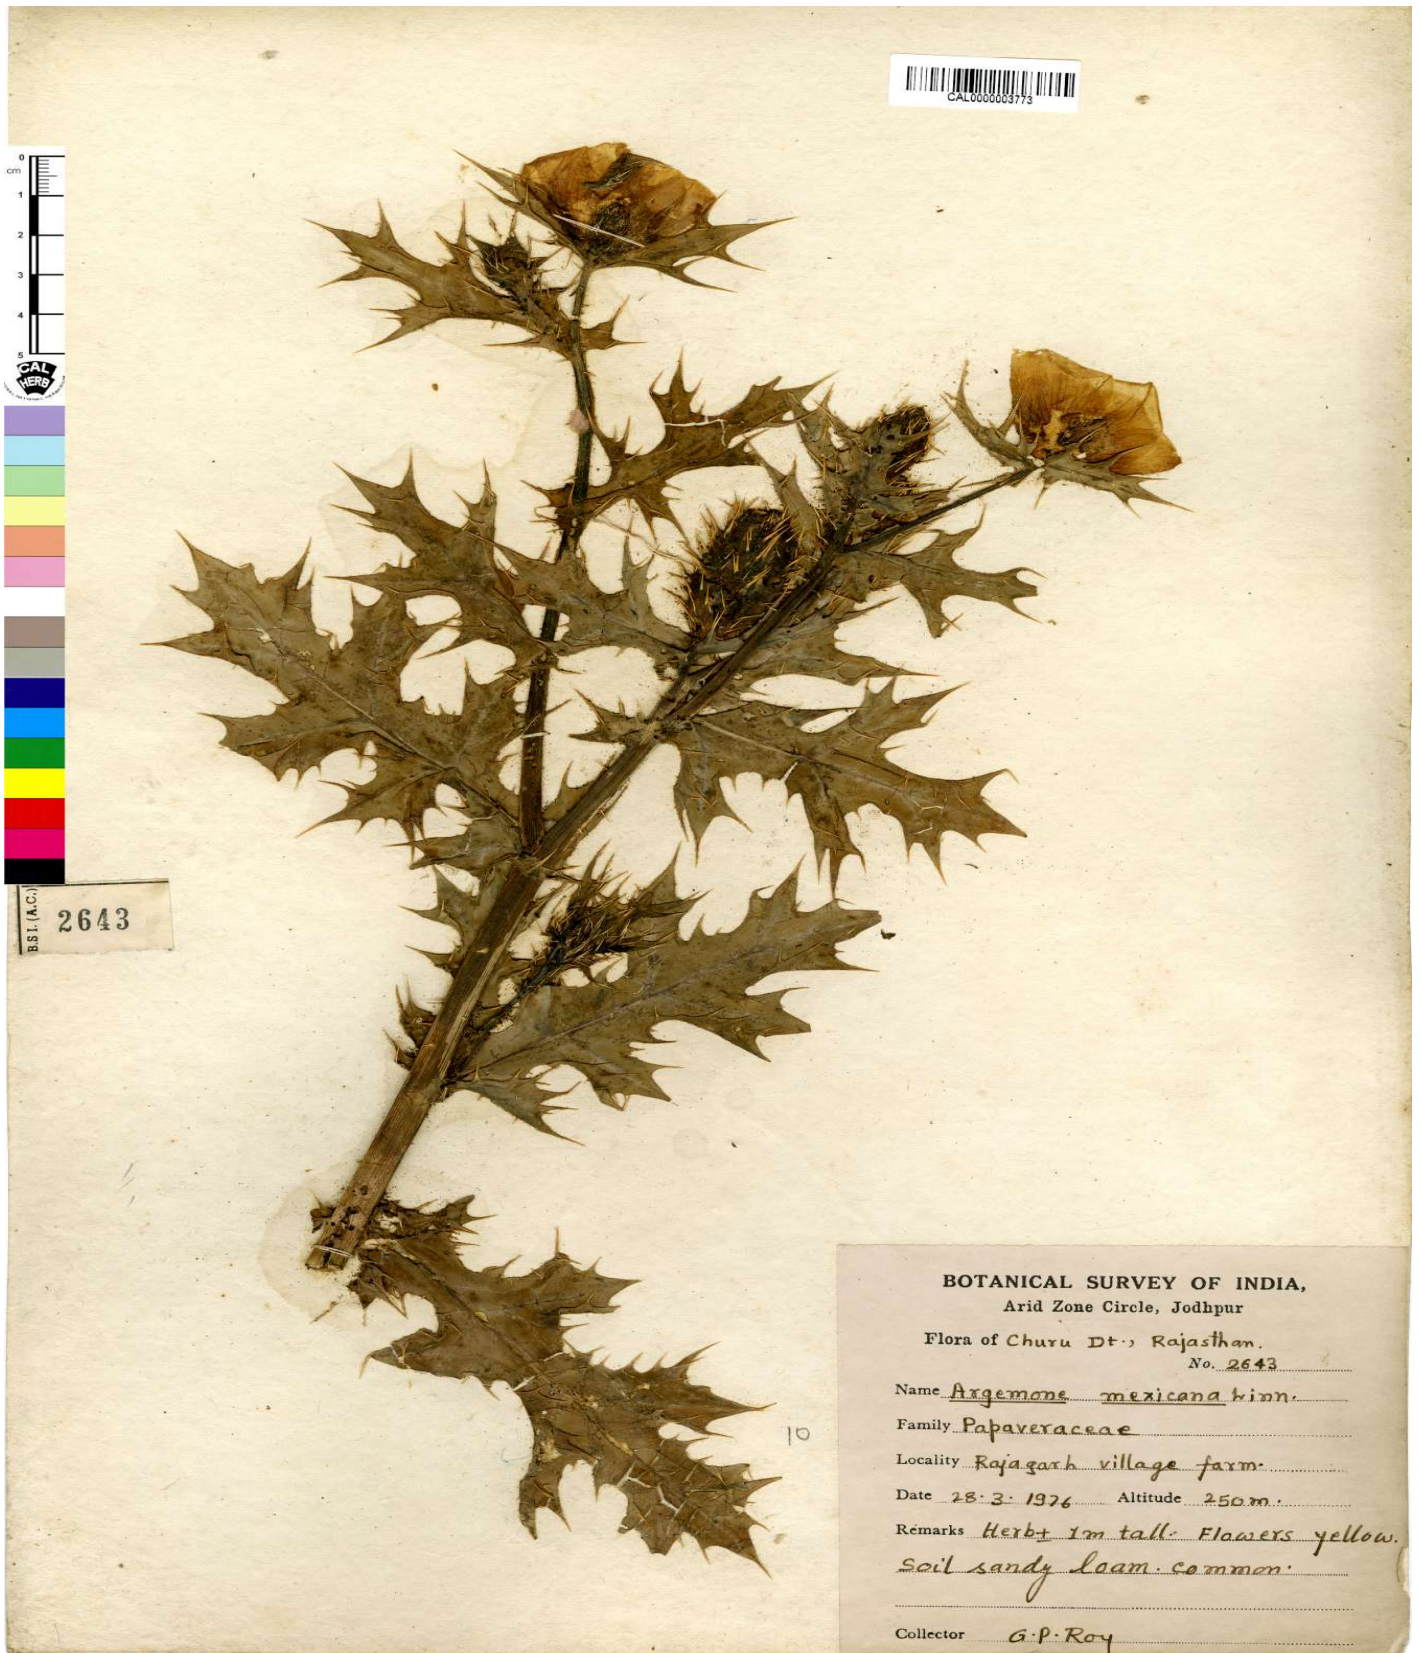 CAL0000003773
0
cm
1
2
3
4
5
CAL
HERB
B.S.I. (A.C.)
2643
10
BOTANICAL SURVEY OF INDIA,
Arid Zone Circle, Jodhpur
Flora of Churu Dt., Rajasthan.
No. 2643
Name Argemone mexicana Linn.
Family Papaveraceae
Locality Rajagarh village farm.
Date 28.3.1976 Altitude 250m.
Remarks Herb ± 1m tall. Flowers yellow.
Soil sandy loam. common.
Collector G.P. Roy